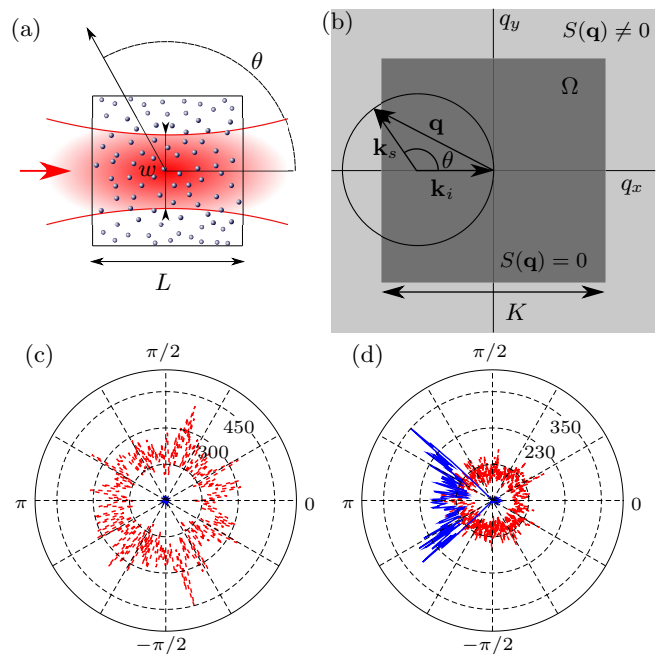 (a)
θ
w
L
(b)
q_y
S(𝐪) ≠ 0
Ω
𝐪
𝐤_s
θ
𝐤_i
q_x
S(𝐪) = 0
K
(c)
π/2
450
300
π
0
−π/2
(d)
π/2
350
230
π
0
−π/2